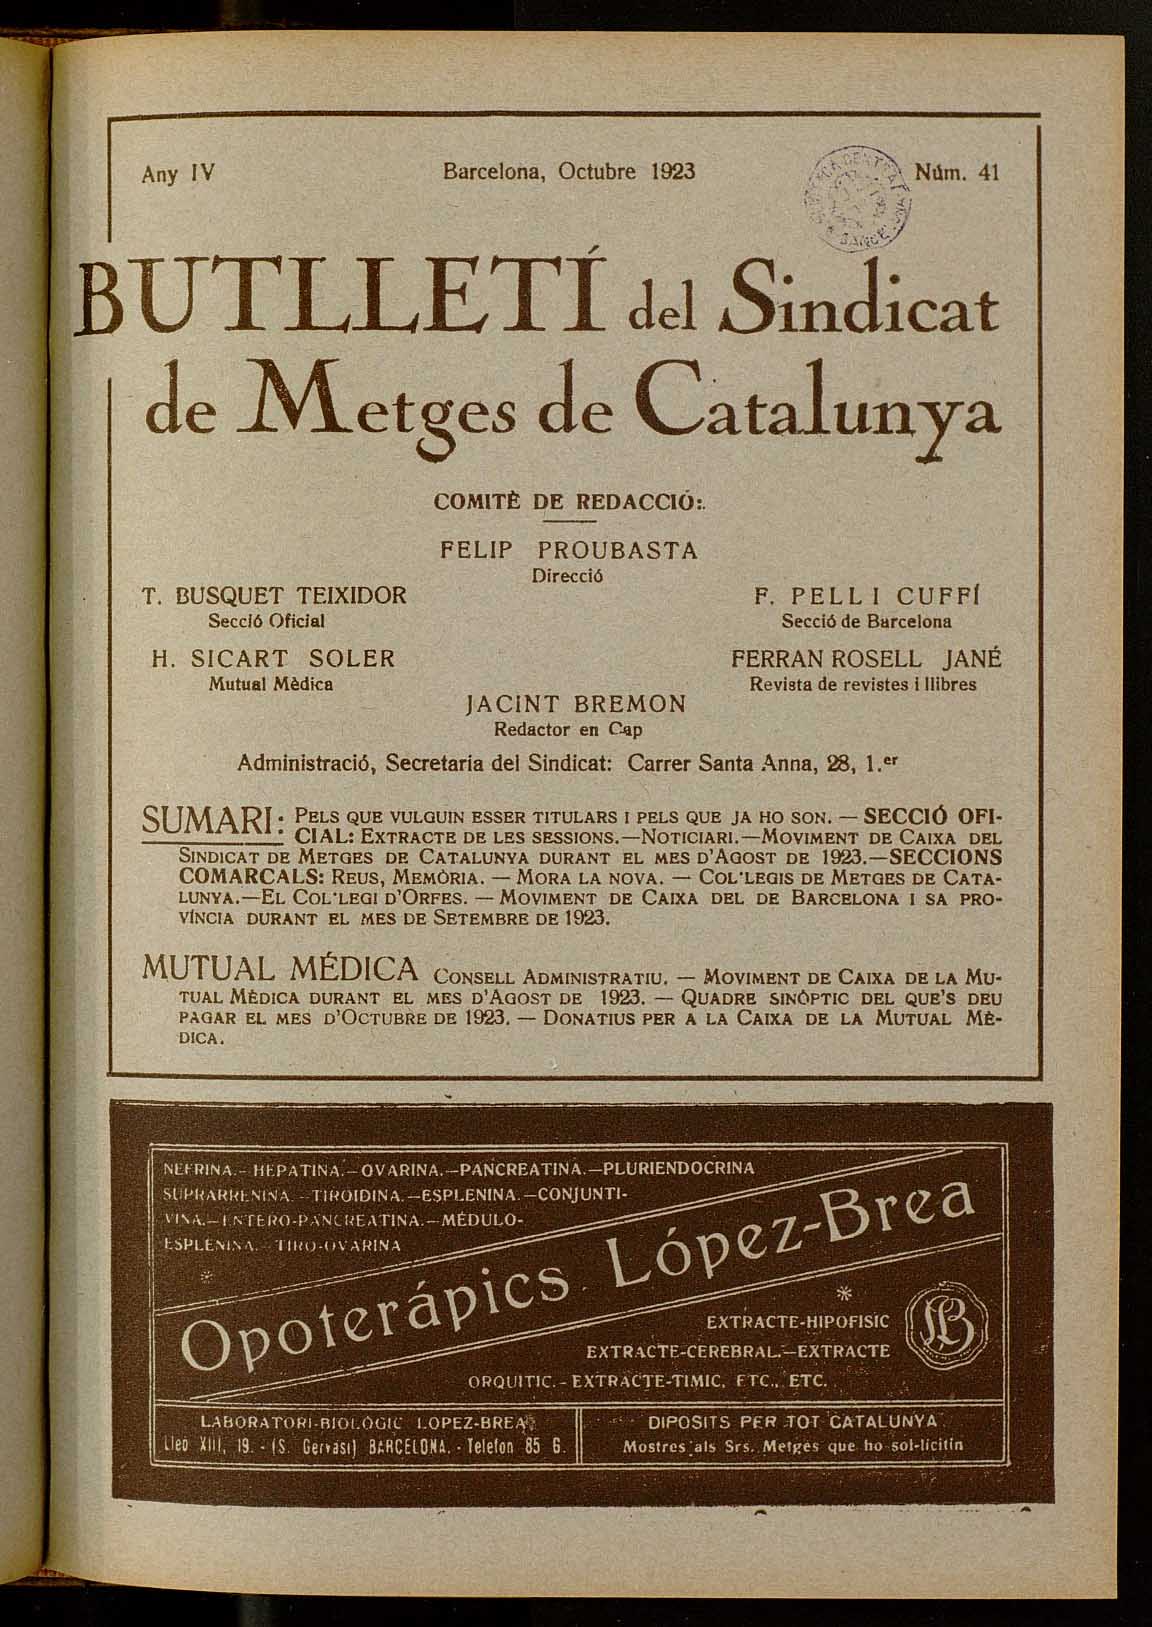 Any IV Barcelona, Octubre 1923 Núm. 41
BUTLLETÍ del Sindicat
de Metges de Catalunya
COMITÈ DE REDACCIÓ:
FELIP PROUBASTA
Direcció
T. BUSQUET TEIXIDOR F. PELL I CUFFÍ
Secció Oficial Secció de Barcelona
H. SICART SOLER FERRAN ROSELL JANÉ
Mutual Mèdica Revista de revistes i llibres
JACINT BREMON
Redactor en Cap
Administració, Secretaria del Sindicat: Carrer Santa Anna, 28, 1.er
SUMARI: PELS QUE VULGUIN ESSER TITULARS I PELS QUE JA HO SON. — SECCIÓ OFI-
CIAL: EXTRACTE DE LES SESSIONS.—NOTICIARI.—MOVIMENT DE CAIXA DEL
SINDICAT DE METGES DE CATALUNYA DURANT EL MES D'AGOST DE 1923.—SECCIONS
COMARCALS: REUS, MEMÒRIA. — MORA LA NOVA. — COL·LEGIS DE METGES DE CATA-
LUNYA.—EL COL·LEGI D'ORFES. — MOVIMENT DE CAIXA DEL DE BARCELONA I SA PRO-
VÍNCIA DURANT EL MES DE SETEMBRE DE 1923.
MUTUAL MÉDICA CONSELL ADMINISTRATIU. — MOVIMENT DE CAIXA DE LA MU-
TUAL MÈDICA DURANT EL MES D'AGOST DE 1923. — QUADRE SINÒPTIC DEL QUE'S DEU
PAGAR EL MES D'OCTUBRE DE 1923. — DONATIUS PER A LA CAIXA DE LA MUTUAL MÈ-
DICA.
NEFRINA.—HEPATINA.—OVARINA.—PANCREATINA.—PLURIENDOCRINA
SUPRARRENINA.—TIROIDINA.—ESPLENINA.—CONJUNTI-
VINA.—ENTERO-PANCREATINA.—MÉDULO-
ESPLENINA.—TIRO-OVARINA
Opoterápics López-Brea
EXTRACTE-HIPOFISIC
EXTRACTE-CEREBRAL.—EXTRACTE
ORQUITIC.-EXTRACTE-TIMIC, ETC., ETC.
LABORATORI-BIOLÒGIC LOPEZ-BREA
Lleó XIII, 19. - (S. Gervasi) BARCELONA. - Telefon 85 G.
DIPOSITS PER TOT CATALUNYA
Mostres als Srs. Metges que ho sol-licitin